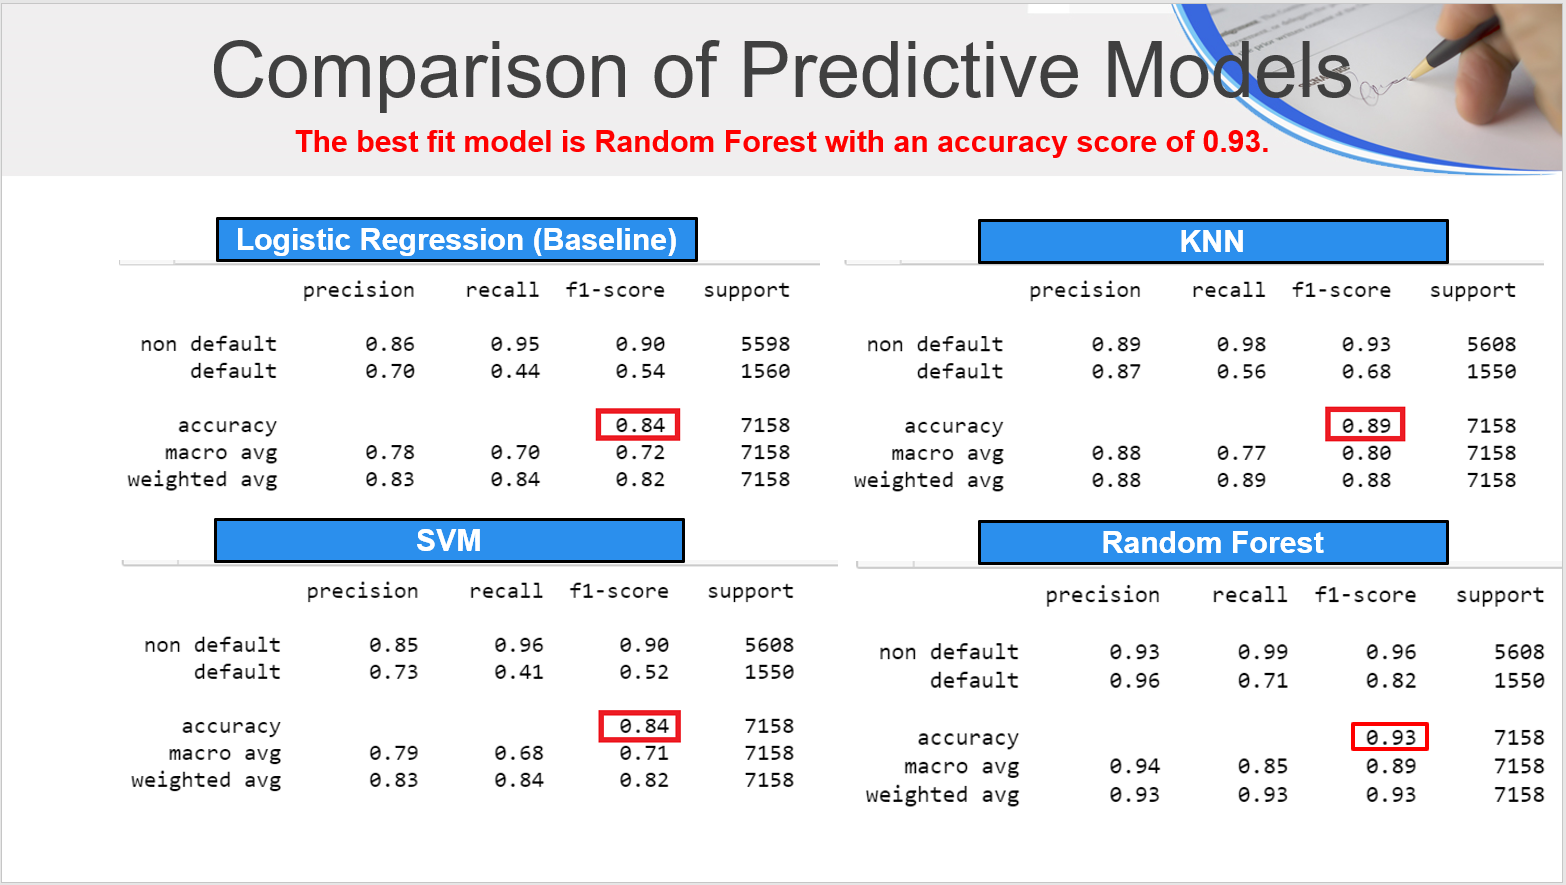 Comparison of Predictive Models
The best fit model is Random Forest with an accuracy score of 0.93.
Logistic Regression (Baseline)
precision recall f1-score support
non default 0.86 0.95 0.90 5598
default 0.70 0.44 0.54 1560
accuracy 0.84 7158
macro avg 0.78 0.70 0.72 7158
weighted avg 0.83 0.84 0.82 7158
KNN
precision recall f1-score support
non default 0.89 0.98 0.93 5608
default 0.87 0.56 0.68 1550
accuracy 0.89 7158
macro avg 0.88 0.77 0.80 7158
weighted avg 0.88 0.89 0.88 7158
SVM
precision recall f1-score support
non default 0.85 0.96 0.90 5608
default 0.73 0.41 0.52 1550
accuracy 0.84 7158
macro avg 0.79 0.68 0.71 7158
weighted avg 0.83 0.84 0.82 7158
Random Forest
precision recall f1-score support
non default 0.93 0.99 0.96 5608
default 0.96 0.71 0.82 1550
accuracy 0.93 7158
macro avg 0.94 0.85 0.89 7158
weighted avg 0.93 0.93 0.93 7158